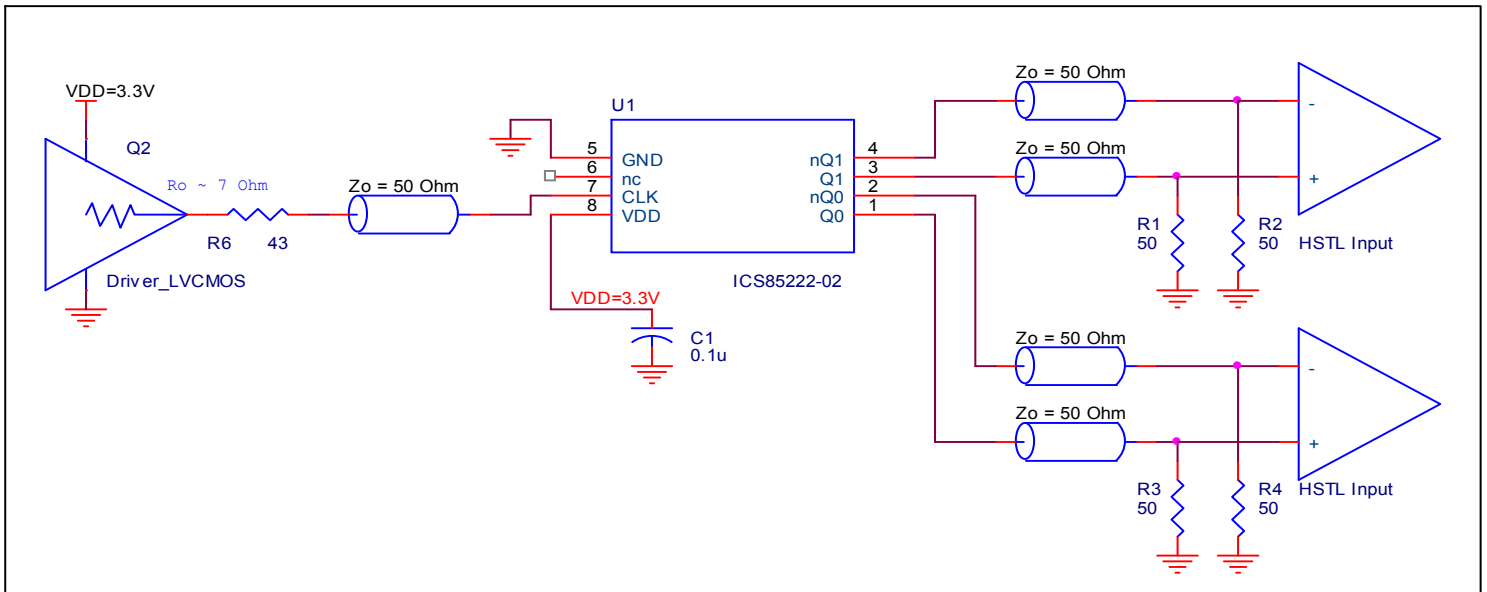 VDD=3.3V
Q2
Ro ~ 7 Ohm
R6 43
Driver_LVCMOS
Zo = 50 Ohm
U1
5 GND
6 nc
7 CLK
8 VDD
nQ1 4
Q1 3
nQ0 2
Q0 1
ICS85222-02
VDD=3.3V
C1
0.1u
Zo = 50 Ohm
Zo = 50 Ohm
-
+
R1
50
R2
50
HSTL Input
Zo = 50 Ohm
Zo = 50 Ohm
-
+
R3
50
R4
50
HSTL Input